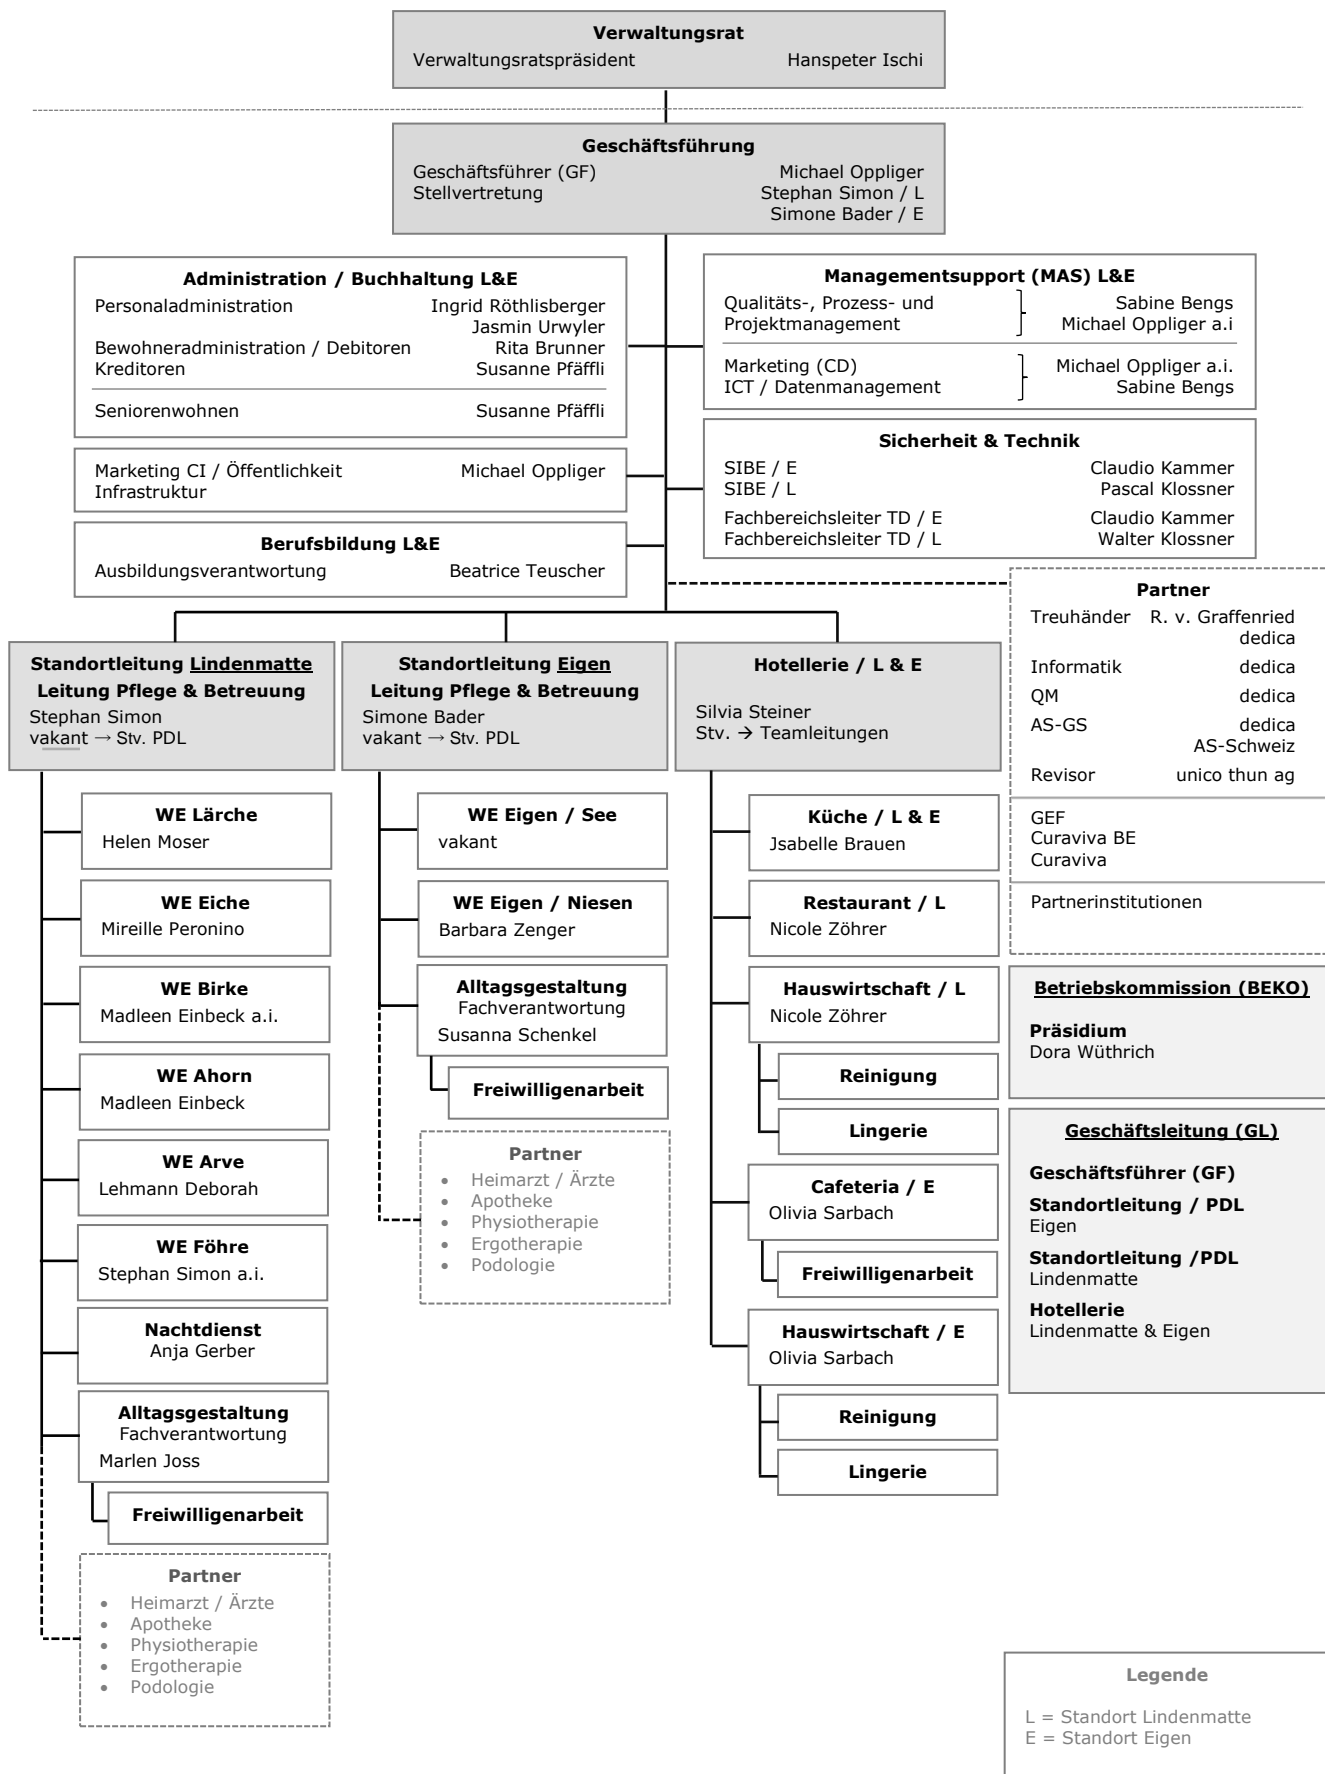 Verwaltungsrat
Verwaltungsratspräsident Hanspeter Ischi
Geschäftsführung
Geschäftsführer (GF) Michael Oppliger
Stellvertretung Stephan Simon / L
Simone Bader / E
Administration / Buchhaltung L&E
Personaladministration Ingrid Röthlisberger
Jasmin Urwyler
Bewohneradministration / Debitoren Rita Brunner
Kreditoren Susanne Pfäffli
Seniorenwohnen Susanne Pfäffli
Marketing CI / Öffentlichkeit Michael Oppliger
Infrastruktur
Berufsbildung L&E
Ausbildungsverantwortung Beatrice Teuscher
Managementsupport (MAS) L&E
Qualitäts-, Prozess- und Sabine Bengs
Projektmanagement Michael Oppliger a.i
Marketing (CD) Michael Oppliger a.i.
ICT / Datenmanagement Sabine Bengs
Sicherheit & Technik
SIBE / E Claudio Kammer
SIBE / L Pascal Klossner
Fachbereichsleiter TD / E Claudio Kammer
Fachbereichsleiter TD / L Walter Klossner
Partner
Treuhänder R. v. Graffenried
dedica
Informatik dedica
QM dedica
AS-GS dedica
AS-Schweiz
Revisor unico thun ag
GEF
Curaviva BE
Curaviva
Partnerinstitutionen
Standortleitung Lindenmatte
Leitung Pflege & Betreuung
Stephan Simon
vakant → Stv. PDL
WE Lärche
Helen Moser
WE Eiche
Mireille Peronino
WE Birke
Madleen Einbeck a.i.
WE Ahorn
Madleen Einbeck
WE Arve
Lehmann Deborah
WE Föhre
Stephan Simon a.i.
Nachtdienst
Anja Gerber
Alltagsgestaltung
Fachverantwortung
Marlen Joss
Freiwilligenarbeit
Partner
• Heimarzt / Ärzte
• Apotheke
• Physiotherapie
• Ergotherapie
• Podologie
Standortleitung Eigen
Leitung Pflege & Betreuung
Simone Bader
vakant → Stv. PDL
WE Eigen / See
vakant
WE Eigen / Niesen
Barbara Zenger
Alltagsgestaltung
Fachverantwortung
Susanna Schenkel
Freiwilligenarbeit
Partner
• Heimarzt / Ärzte
• Apotheke
• Physiotherapie
• Ergotherapie
• Podologie
Hotellerie / L & E
Silvia Steiner
Stv. → Teamleitungen
Küche / L & E
Jsabelle Brauen
Restaurant / L
Nicole Zöhrer
Hauswirtschaft / L
Nicole Zöhrer
Reinigung
Lingerie
Cafeteria / E
Olivia Sarbach
Freiwilligenarbeit
Hauswirtschaft / E
Olivia Sarbach
Reinigung
Lingerie
Betriebskommission (BEKO)
Präsidium
Dora Wüthrich
Geschäftsleitung (GL)
Geschäftsführer (GF)
Standortleitung / PDL
Eigen
Standortleitung /PDL
Lindenmatte
Hotellerie
Lindenmatte & Eigen
Legende
L = Standort Lindenmatte
E = Standort Eigen